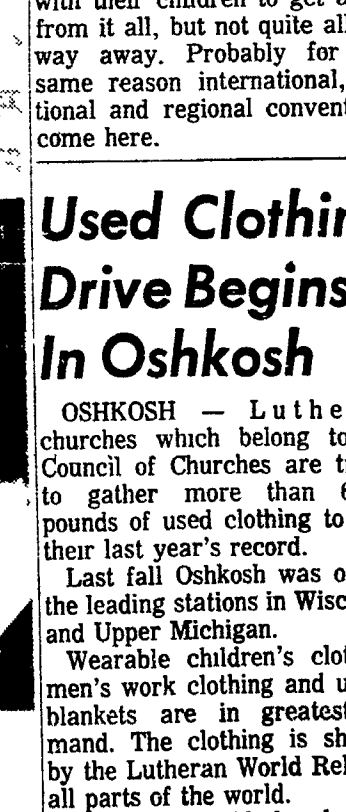 with their children to get a
from it all, but not quite al
way away. Probably for
same reason international,
tional and regional convent
come here.
Used Clothin
Drive Begins
In Oshkosh
OSHKOSH — Luthe
churches which belong to
Council of Churches are t
to gather more than 6
pounds of used clothing to
their last year's record.
Last fall Oshkosh was o
the leading stations in Wisc
and Upper Michigan.
Wearable children's clot
men's work clothing and u
blankets are in greatest
mand. The clothing is sh
by the Lutheran World Rel
all parts of the world.